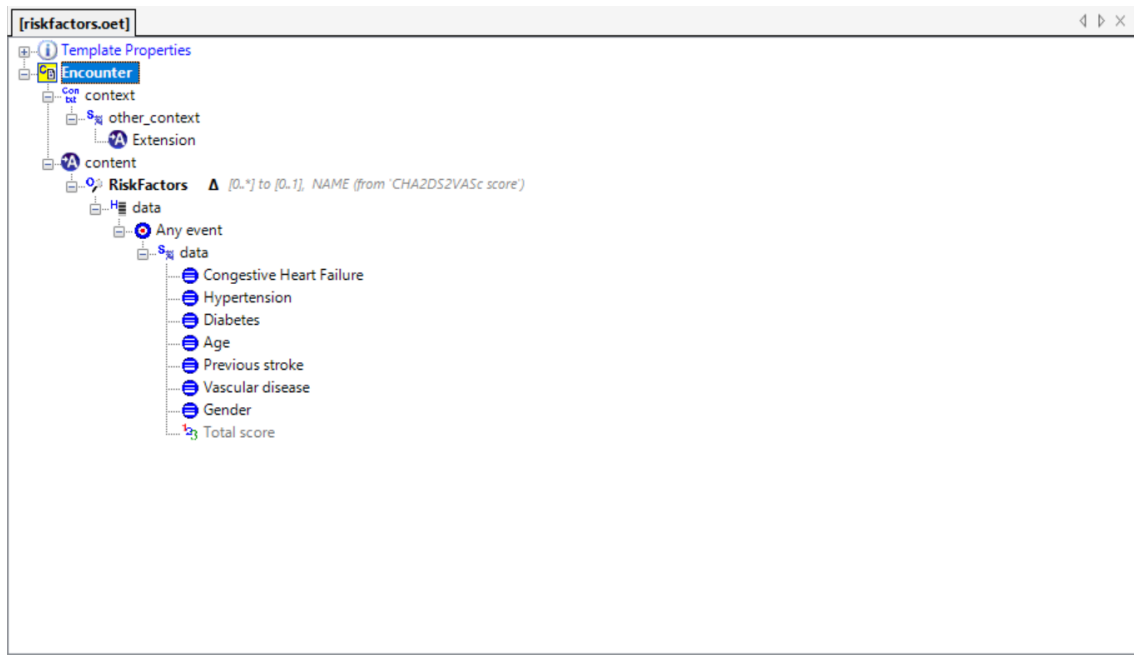 [riskfactors.oet]
Template Properties
Encounter
context
other_context
Extension
content
RiskFactors Δ [0..*] to [0..1], NAME (from 'CHA2DS2VASc score')
data
Any event
data
Congestive Heart Failure
Hypertension
Diabetes
Age
Previous stroke
Vascular disease
Gender
Total score